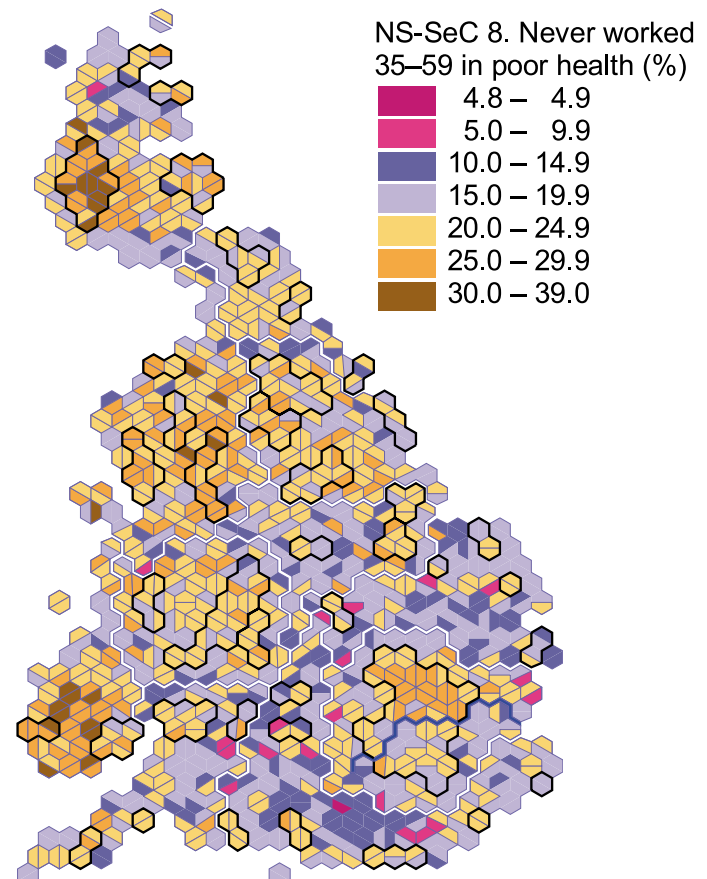 NS-SeC 8. Never worked
35–59 in poor health (%)
4.8 – 4.9
5.0 – 9.9
10.0 – 14.9
15.0 – 19.9
20.0 – 24.9
25.0 – 29.9
30.0 – 39.0